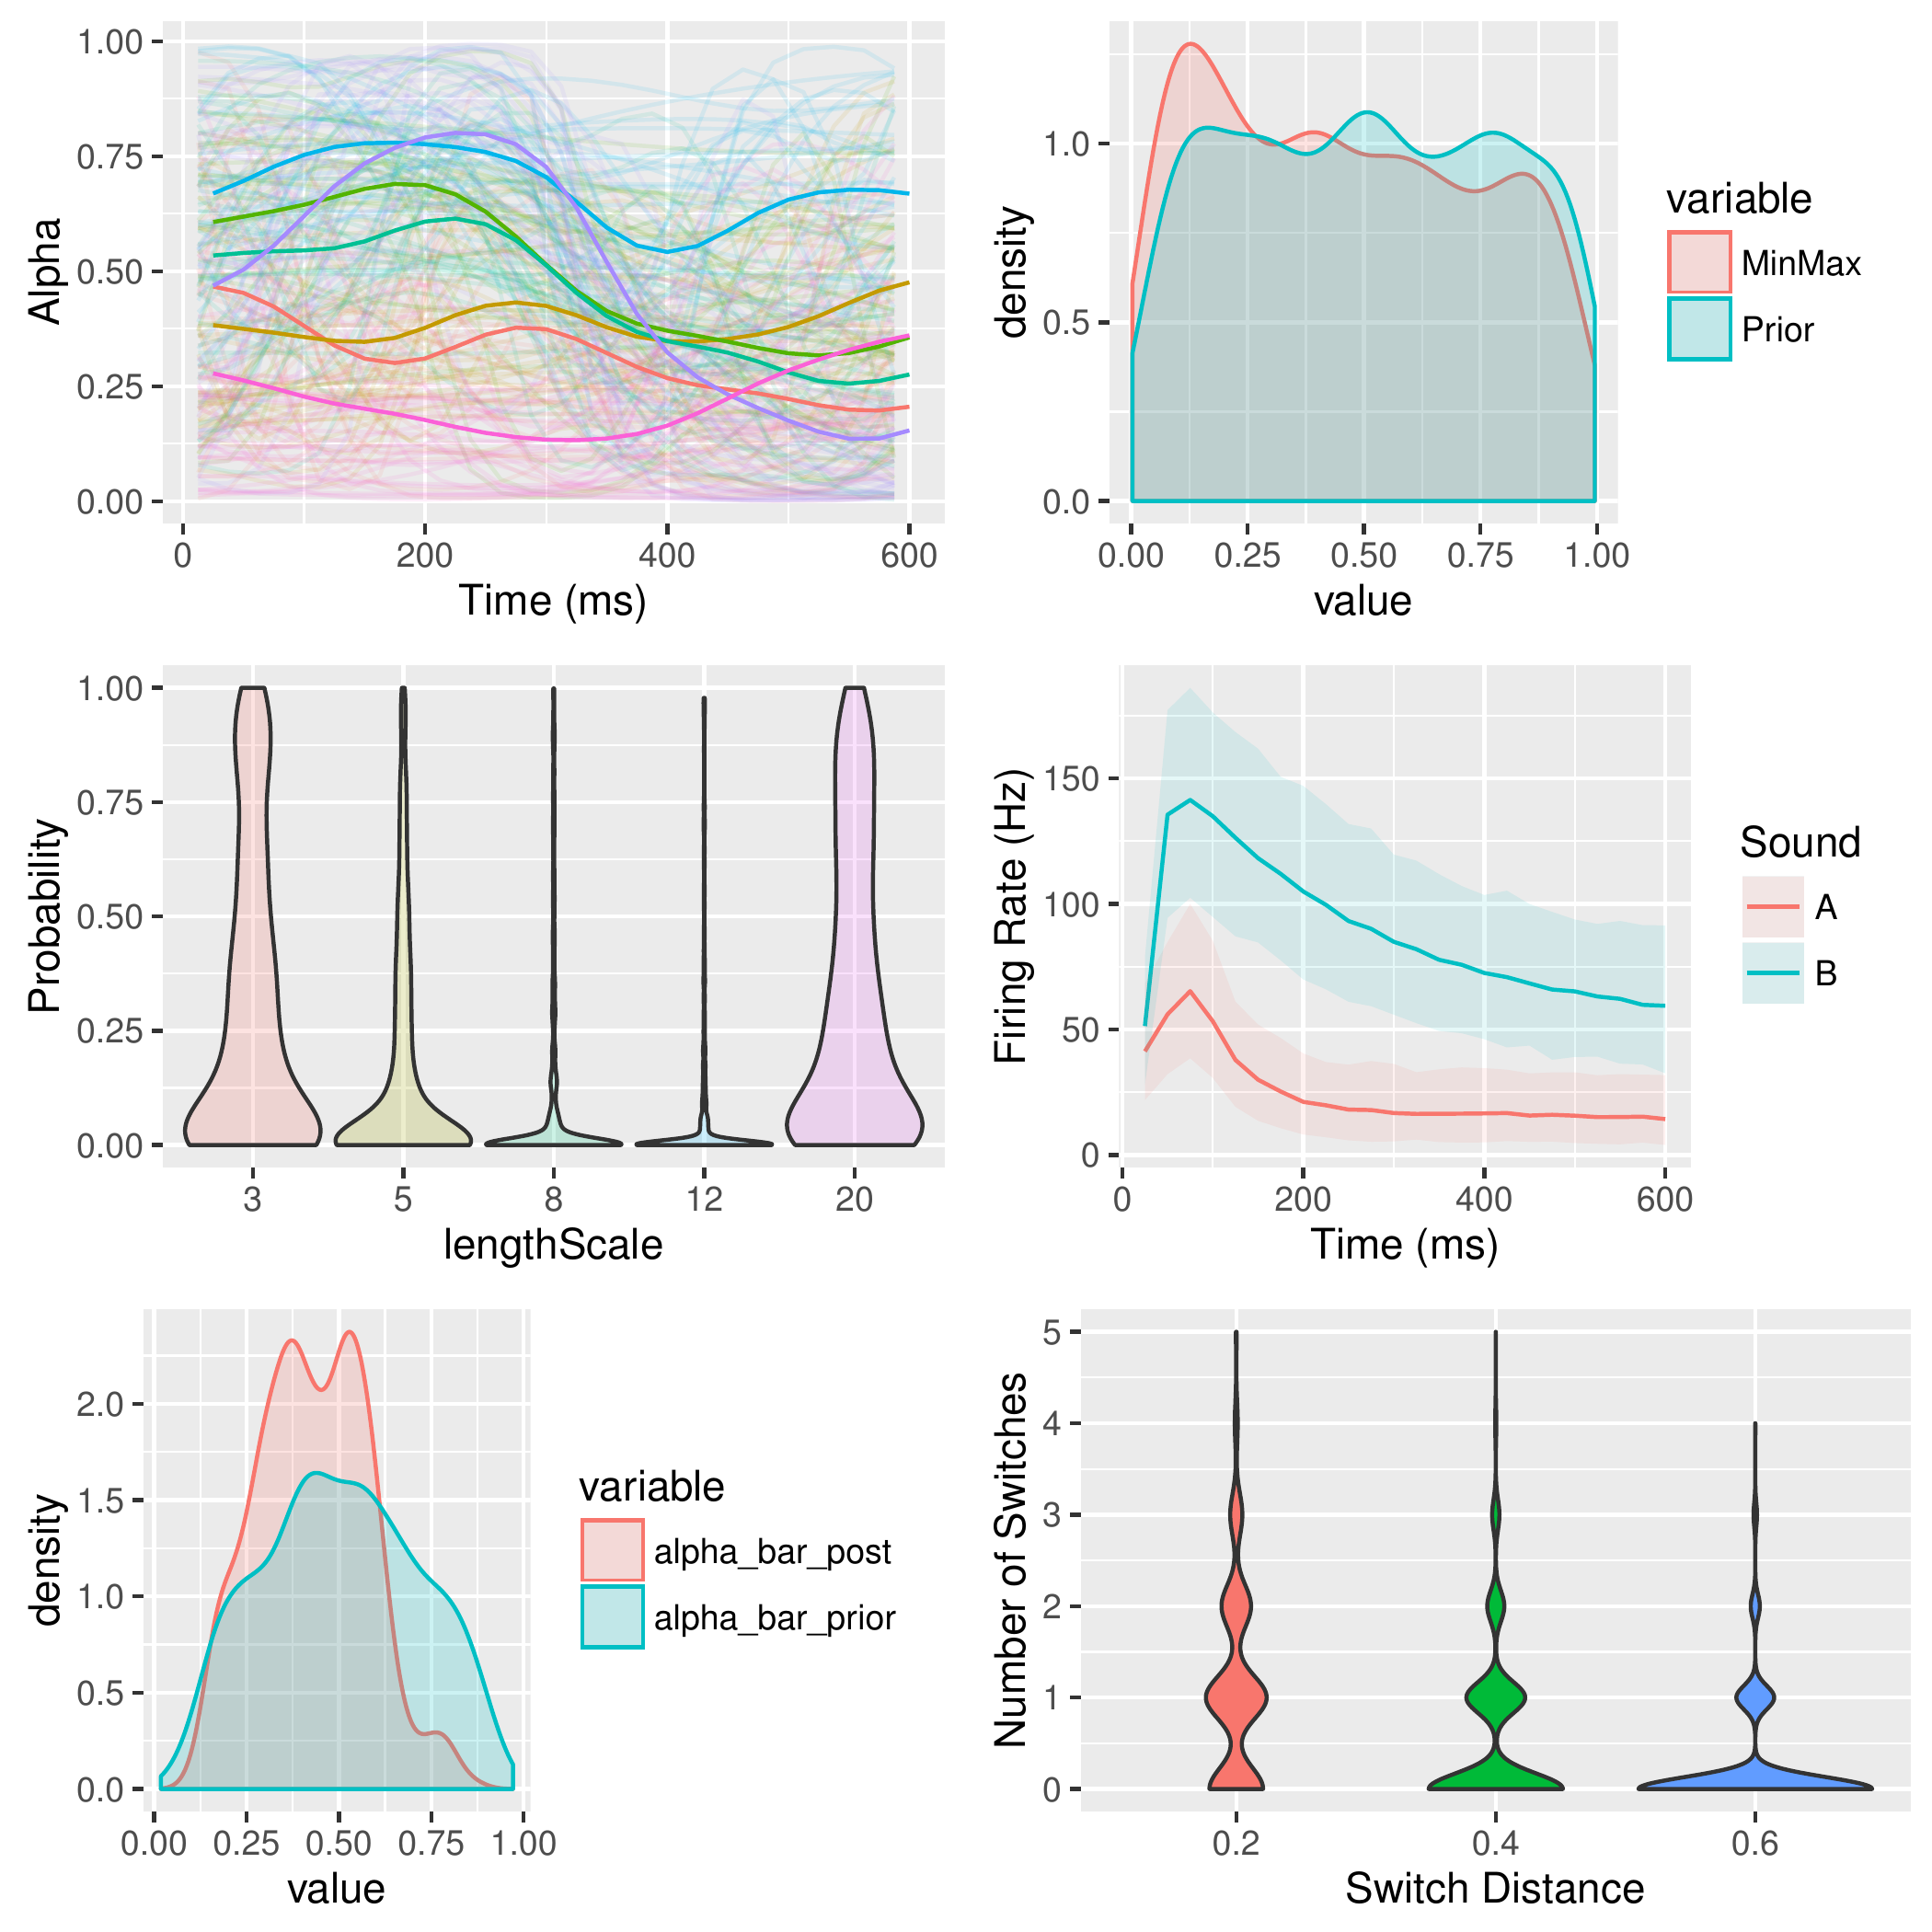 1.00
0.75
0.50
0.25
0.00
Alpha
0
200
400
600
Time (ms)
1.0
0.5
0.0
density
0.00
0.25
0.50
0.75
1.00
value
variable
MinMax
Prior
1.00
0.75
0.50
0.25
0.00
Probability
3
5
8
12
20
lengthScale
150
100
50
0
Firing Rate (Hz)
0
200
400
600
Time (ms)
Sound
A
B
2.0
1.5
1.0
0.5
0.0
density
0.00
0.25
0.50
0.75
1.00
value
variable
alpha_bar_post
alpha_bar_prior
5
4
3
2
1
0
Number of Switches
0.2
0.4
0.6
Switch Distance